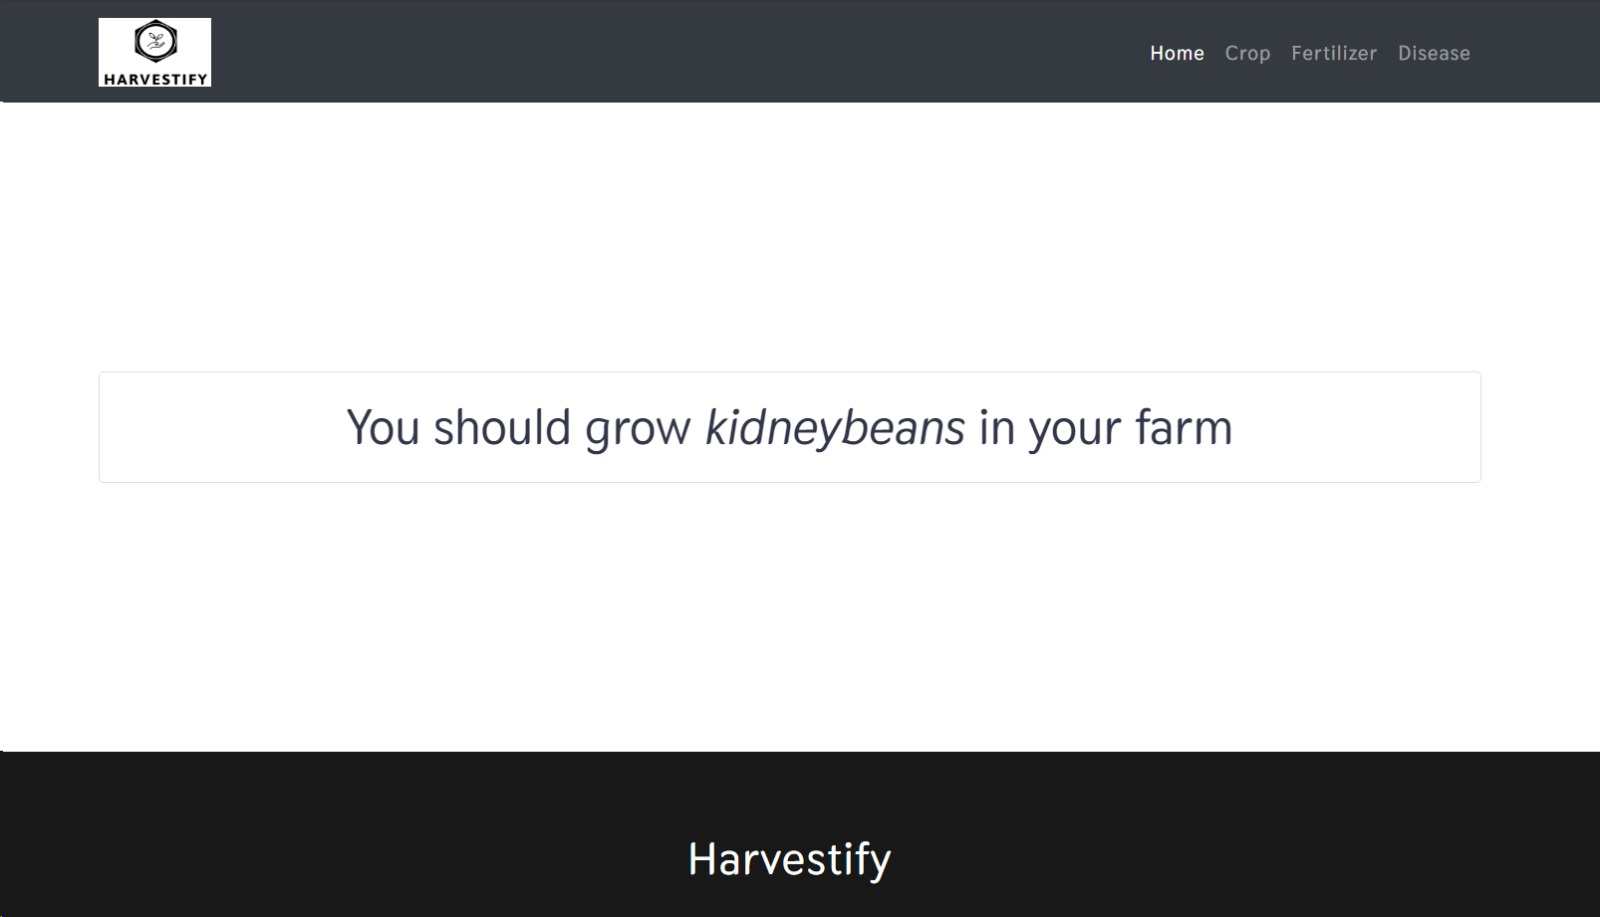 HARVESTIFY
Home Crop Fertilizer Disease
You should grow kidneybeans in your farm
Harvestify